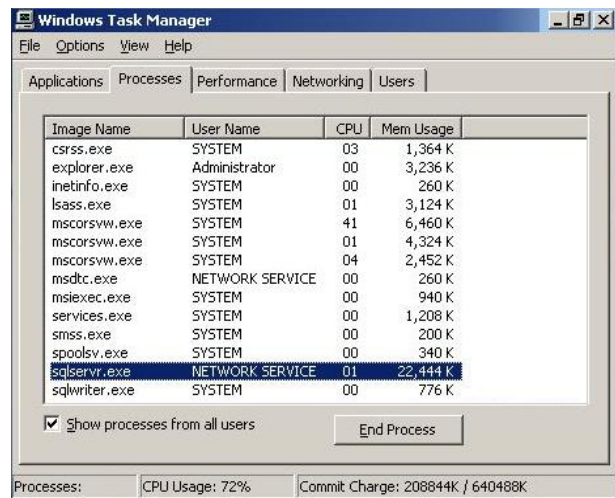 Windows Task Manager
File Options View Help
Applications Processes Performance Networking Users
Image Name User Name CPU Mem Usage
csrss.exe SYSTEM 03 1,364 K
explorer.exe Administrator 00 3,236 K
inetinfo.exe SYSTEM 00 260 K
lsass.exe SYSTEM 01 3,124 K
mscorsvw.exe SYSTEM 41 6,460 K
mscorsvw.exe SYSTEM 01 4,324 K
mscorsvw.exe SYSTEM 04 2,452 K
msdtc.exe NETWORK SERVICE 00 260 K
msiexec.exe SYSTEM 00 940 K
services.exe SYSTEM 00 1,208 K
smss.exe SYSTEM 00 200 K
spoolsv.exe SYSTEM 00 340 K
sqlservr.exe NETWORK SERVICE 01 22,444 K
sqlwriter.exe SYSTEM 00 776 K
Show processes from all users End Process
Processes: CPU Usage: 72% Commit Charge: 208844K / 640488K